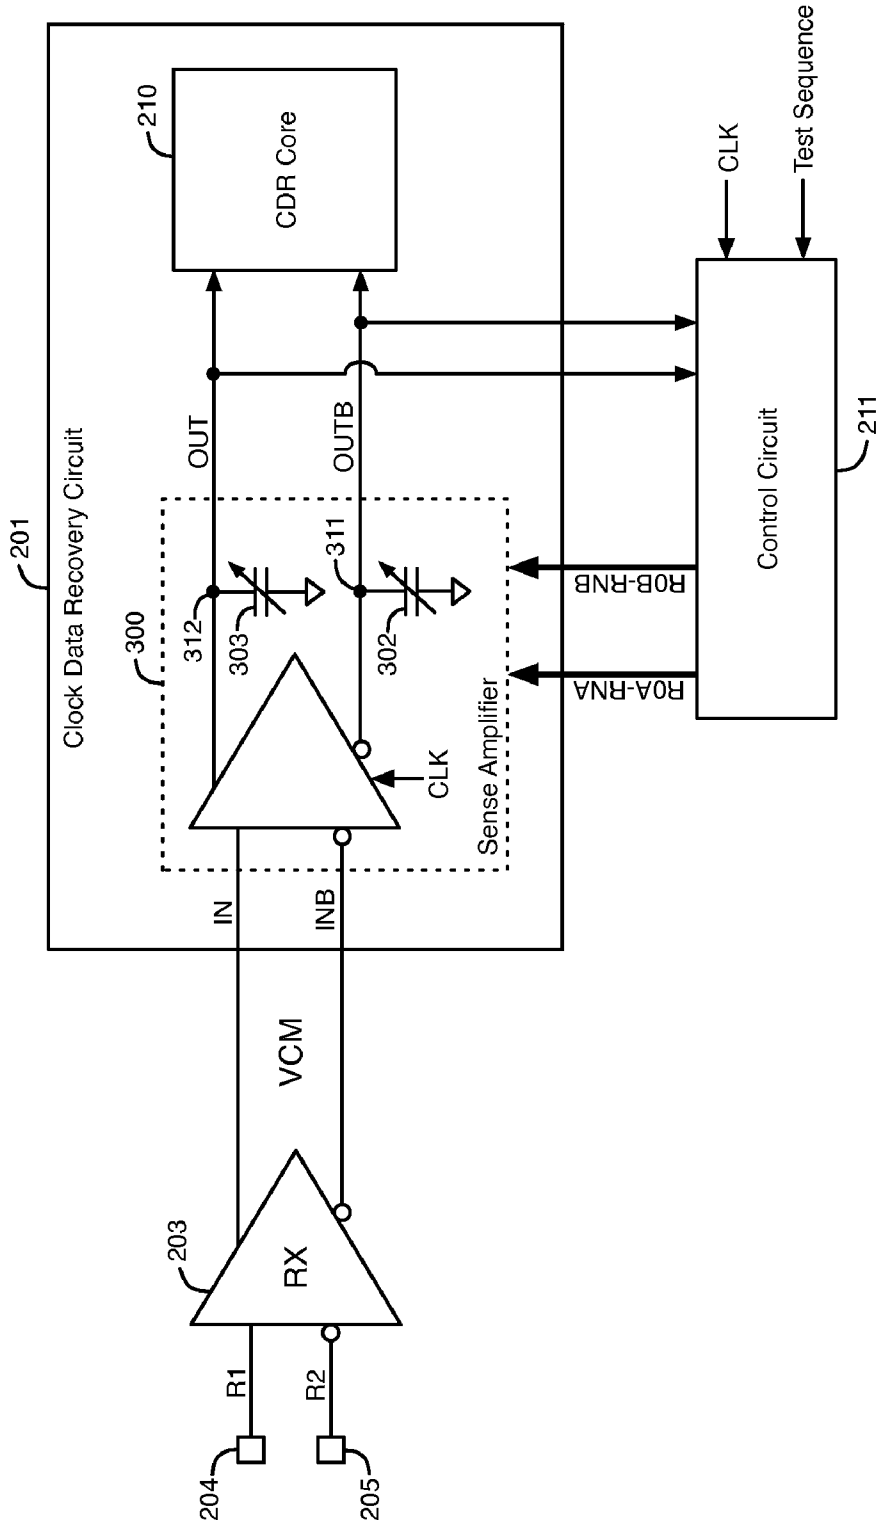 201
Clock Data Recovery Circuit
300
210
CDR Core
OUT
312
303
OUTB
311
302
CLK
Sense Amplifier
IN
INB
VCM
203
RX
R1
R2
204
205
R0A-RNA
R0B-RNB
Control Circuit
211
CLK
Test Sequence